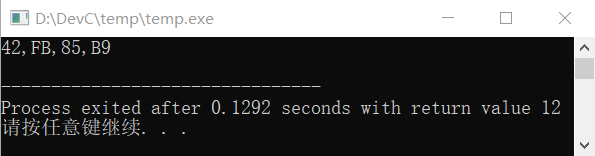 D:\DevC\temp\temp.exe
42,FB,85,B9
--------------------------------
Process exited after 0.1292 seconds with return value 12
请按任意键继续. . .